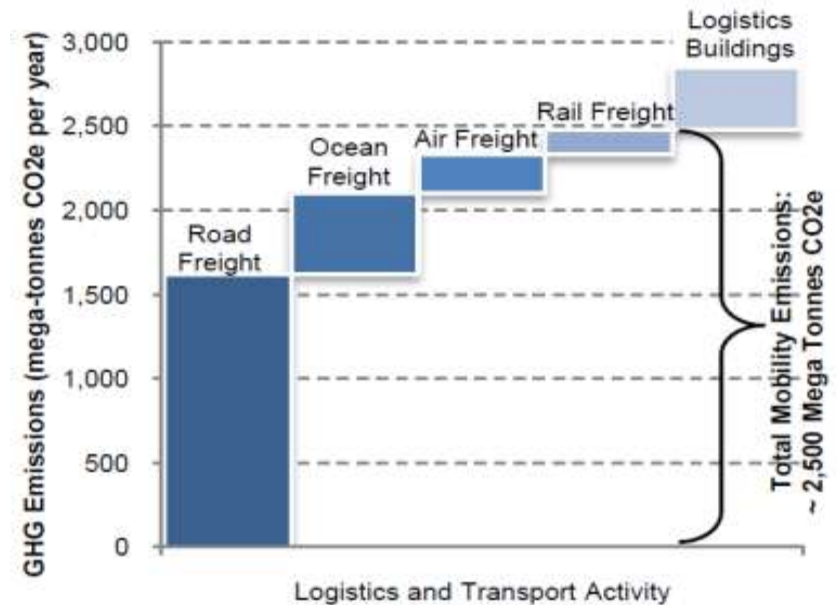 GHG Emissions (mega-tonnes CO2e per year)
3,000
2,500
2,000
1,500
1,000
500
0
Road
Freight
Ocean
Freight
Air Freight
Rail Freight
Logistics
Buildings
Total Mobility Emissions:
~ 2,500 Mega Tonnes CO2e
Logistics and Transport Activity